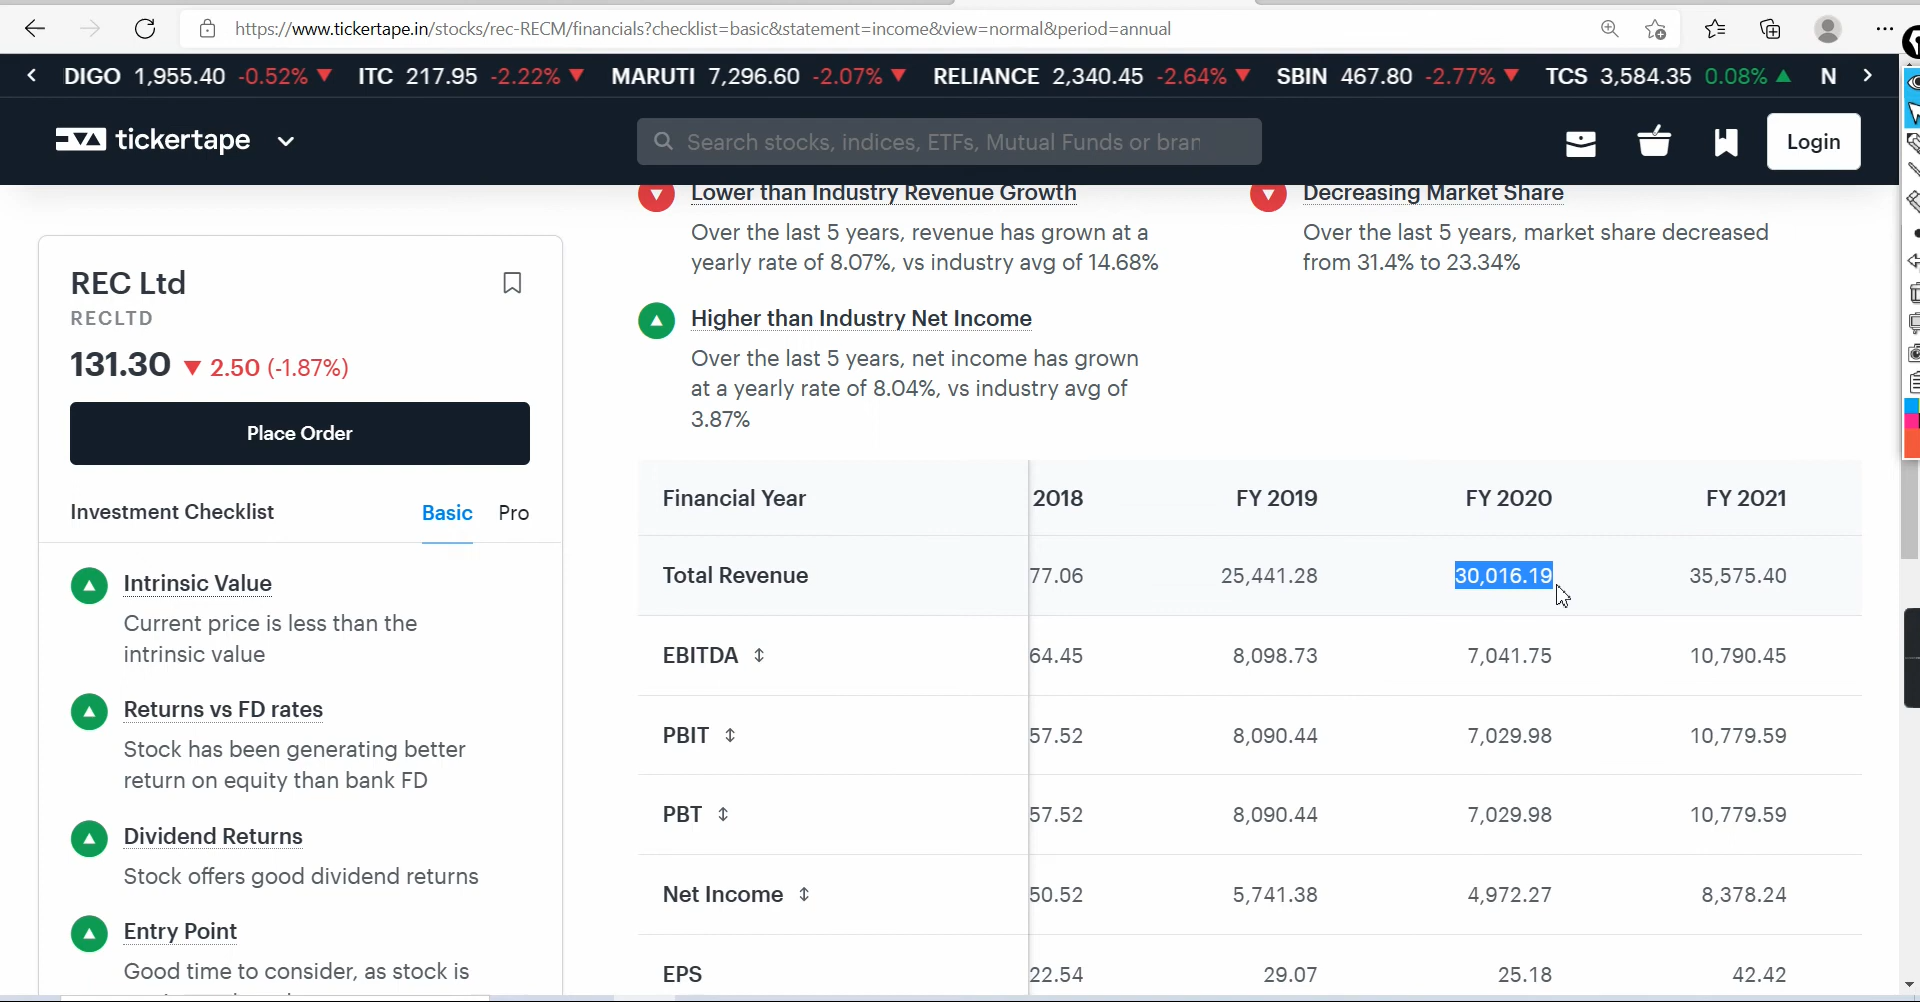 https://www.tickertape.in/stocks/rec-RECM/financials?checklist=basic&statement=income&view=normal&period=annual
DIGO 1,955.40 -0.52% ▼ ITC 217.95 -2.22% ▼ MARUTI 7,296.60 -2.07% ▼ RELIANCE 2,340.45 -2.64% ▼ SBIN 467.80 -2.77% ▼ TCS 3,584.35 0.08% ▲ N
tickertape
Search stocks, indices, ETFs, Mutual Funds or bran
Login
Lower than Industry Revenue Growth
Over the last 5 years, revenue has grown at a
yearly rate of 8.07%, vs industry avg of 14.68%
Decreasing Market Share
Over the last 5 years, market share decreased
from 31.4% to 23.34%
Higher than Industry Net Income
Over the last 5 years, net income has grown
at a yearly rate of 8.04%, vs industry avg of
3.87%
REC Ltd
RECLTD
131.30 ▼ 2.50 (-1.87%)
Place Order
Investment Checklist Basic Pro
Intrinsic Value
Current price is less than the
intrinsic value
Returns vs FD rates
Stock has been generating better
return on equity than bank FD
Dividend Returns
Stock offers good dividend returns
Entry Point
Good time to consider, as stock is
Financial Year 2018 FY 2019 FY 2020 FY 2021
Total Revenue 77.06 25,441.28 30,016.19 35,575.40
EBITDA 64.45 8,098.73 7,041.75 10,790.45
PBIT 57.52 8,090.44 7,029.98 10,779.59
PBT 57.52 8,090.44 7,029.98 10,779.59
Net Income 50.52 5,741.38 4,972.27 8,378.24
EPS 22.54 29.07 25.18 42.42